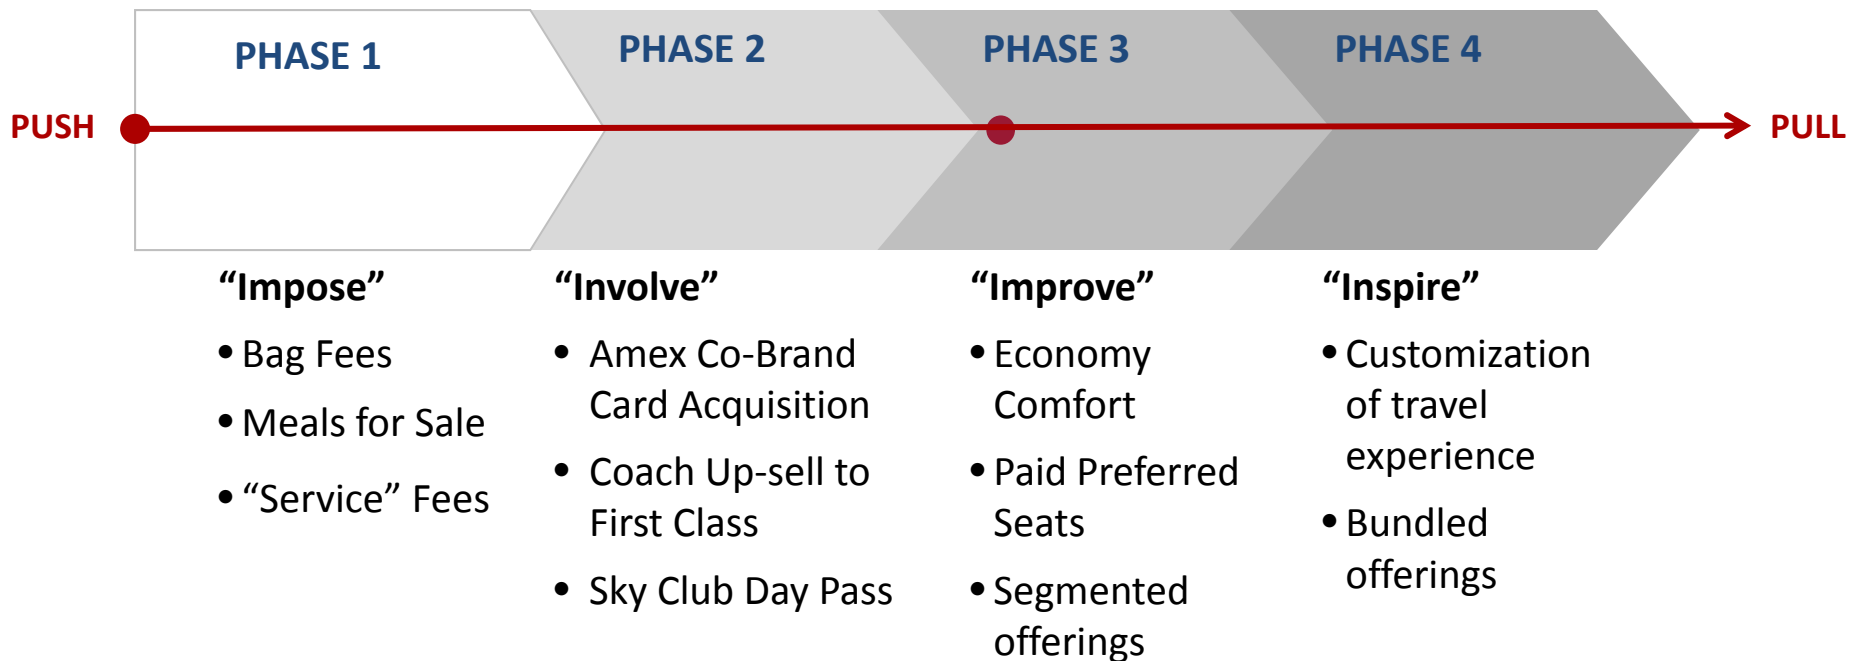 PHASE 1
PHASE 2
PHASE 3
PHASE 4
PUSH
PULL
“Impose”
• Bag Fees
• Meals for Sale
• “Service” Fees
“Involve”
• Amex Co-Brand
Card Acquisition
• Coach Up-sell to
First Class
• Sky Club Day Pass
“Improve”
• Economy
Comfort
• Paid Preferred
Seats
• Segmented
offerings
“Inspire”
• Customization
of travel
experience
• Bundled
offerings